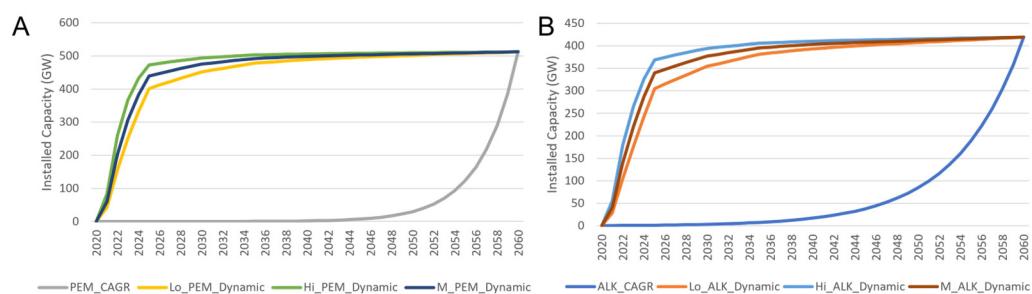 A
Installed Capacity (GW)
600
500
400
300
200
100
0
2020 2022 2024 2026 2028 2030 2032 2034 2036 2038 2040 2042 2044 2046 2048 2050 2052 2054 2056 2058 2060
PEM_CAGR Lo_PEM_Dynamic Hi_PEM_Dynamic M_PEM_Dynamic
B
Installed Capacity (GW)
450
400
350
300
250
200
150
100
50
0
2020 2022 2024 2026 2028 2030 2032 2034 2036 2038 2040 2042 2044 2046 2048 2050 2052 2054 2056 2058 2060
ALK_CAGR Lo_ALK_Dynamic Hi_ALK_Dynamic M_ALK_Dynamic